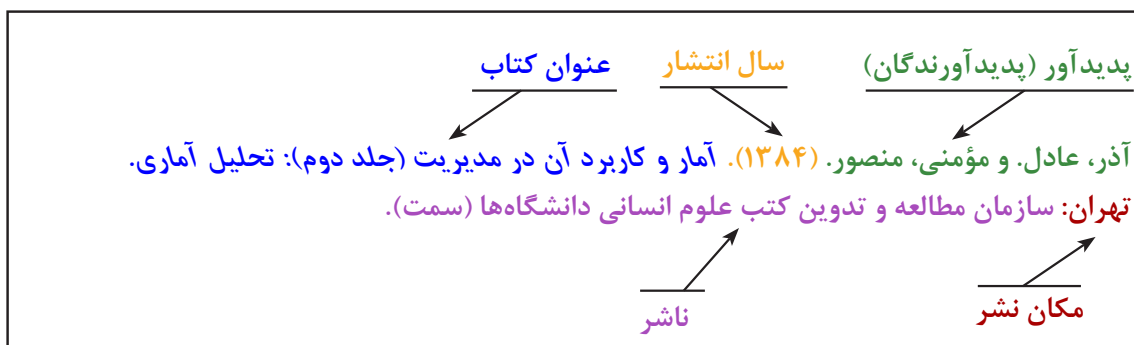 پدیدآور (پدیدآورندگان) سال انتشار عنوان کتاب
آذر، عادل. و مؤمنی، منصور. (۱۳۸۴). آمار و کاربرد آن در مدیریت (جلد دوم): تحلیل آماری.
تهران: سازمان مطالعه و تدوین کتب علوم انسانی دانشگاه‌ها (سمت).
مکان نشر ناشر